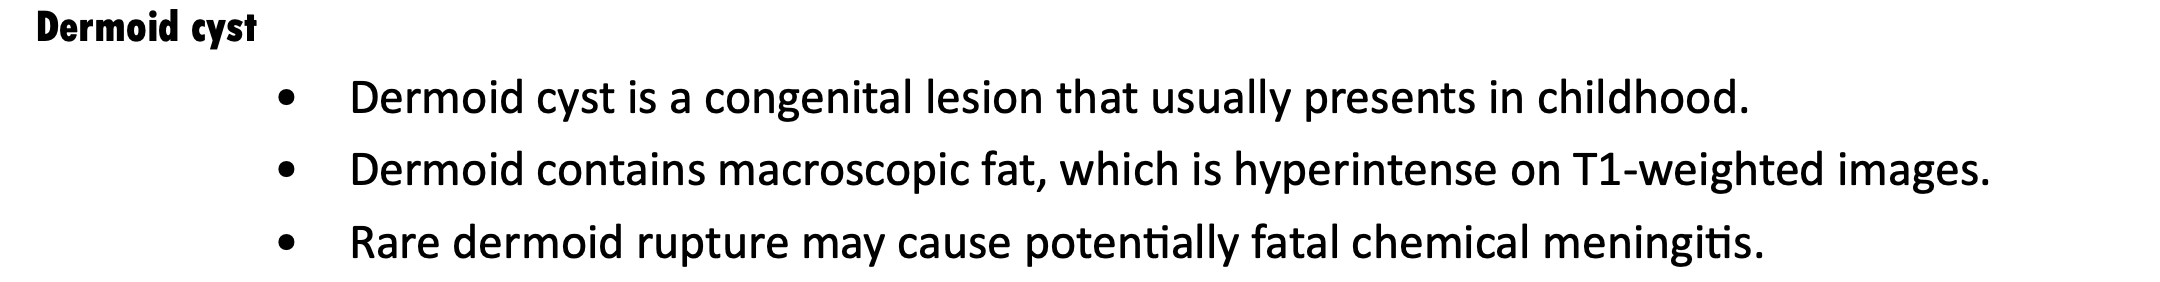 Dermoid cyst
• Dermoid cyst is a congenital lesion that usually presents in childhood.
• Dermoid contains macroscopic fat, which is hyperintense on T1-weighted images.
• Rare dermoid rupture may cause potentially fatal chemical meningitis.